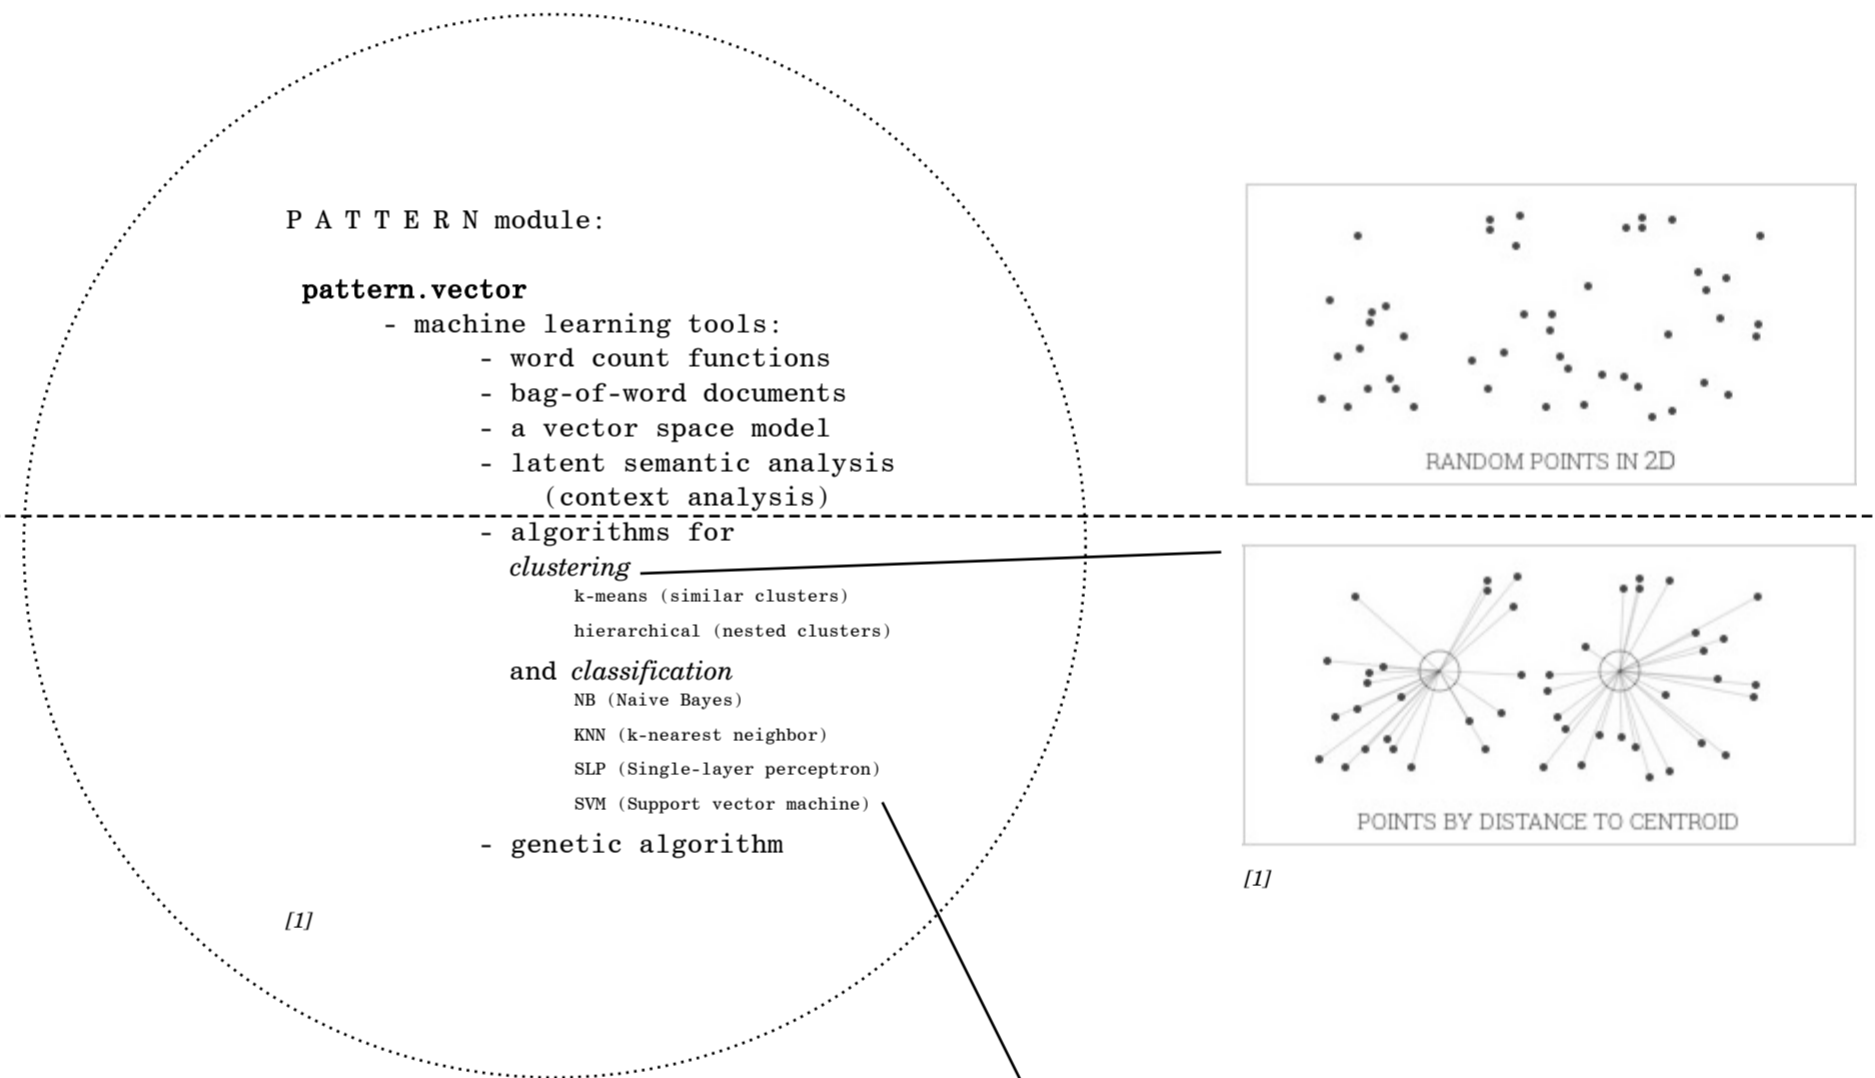 P A T T E R N module:
pattern.vector
- machine learning tools:
- word count functions
- bag-of-word documents
- a vector space model
- latent semantic analysis
(context analysis)
- algorithms for
clustering
k-means (similar clusters)
hierarchical (nested clusters)
and classification
NB (Naive Bayes)
KNN (k-nearest neighbor)
SLP (Single-layer perceptron)
SVM (Support vector machine)
- genetic algorithm
[1]
RANDOM POINTS IN 2D
POINTS BY DISTANCE TO CENTROID
[1]